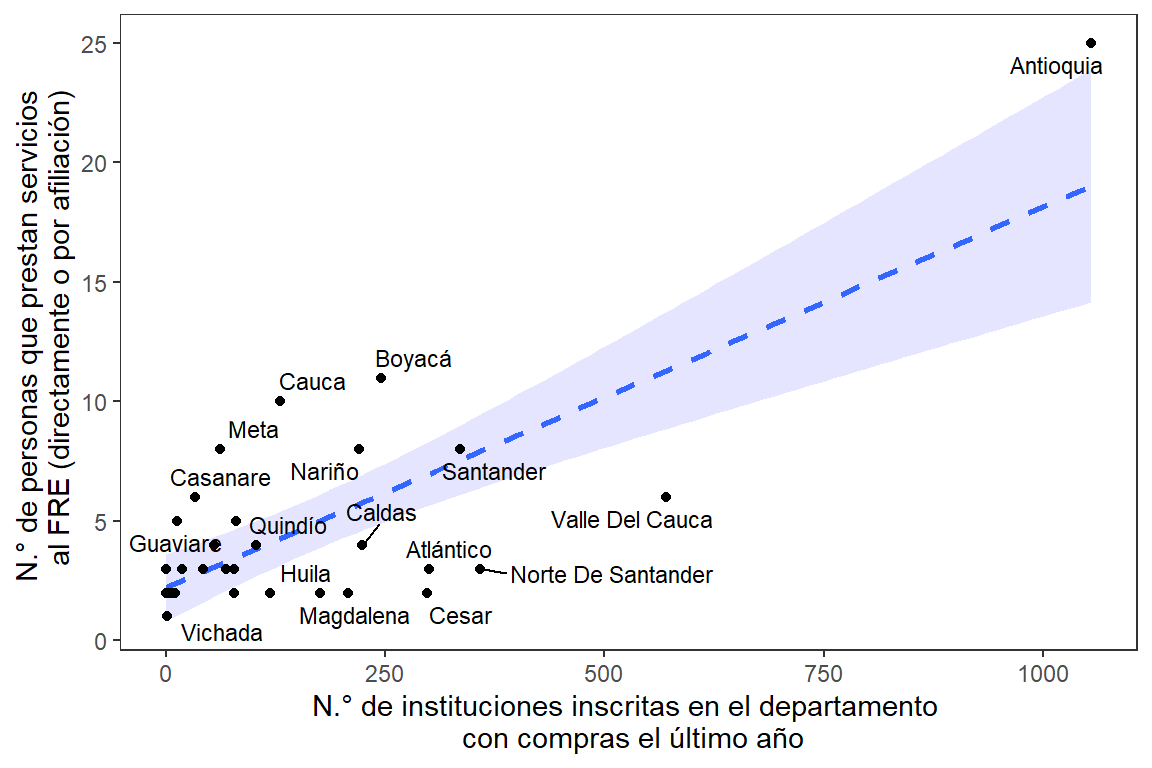 N.° de personas que prestan servicios
al FRE (directamente o por afiliación)
25
20
15
10
5
0
Antioquia
Boyacá
Cauca
Meta
Nariño
Santander
Casanare
Caldas
Valle Del Cauca
Quindío
Guaviare
Atlántico
Huila
Norte De Santander
Magdalena
Cesar
Vichada
0
250
500
750
1000
N.° de instituciones inscritas en el departamento
con compras el último año